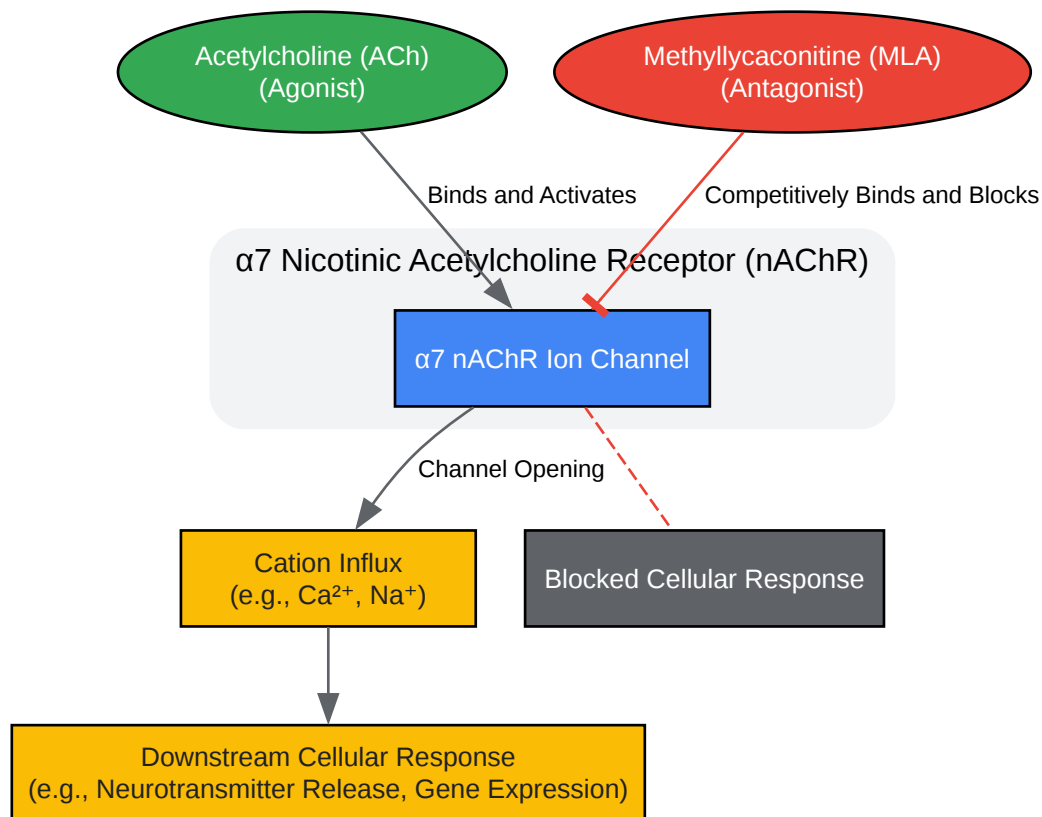 Acetylcholine (ACh)
(Agonist)
Methyllycaconitine (MLA)
(Antagonist)
Binds and Activates
Competitively Binds and Blocks
α7 Nicotinic Acetylcholine Receptor (nAChR)
α7 nAChR Ion Channel
Channel Opening
Cation Influx
(e.g., Ca²⁺, Na⁺)
Blocked Cellular Response
Downstream Cellular Response
(e.g., Neurotransmitter Release, Gene Expression)